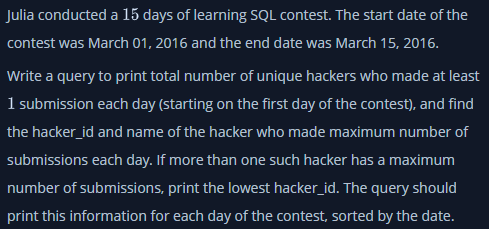 Julia conducted a 15 days of learning SQL contest. The start date of the
contest was March 01, 2016 and the end date was March 15, 2016.
Write a query to print total number of unique hackers who made at least
1 submission each day (starting on the first day of the contest), and find
the hacker_id and name of the hacker who made maximum number of
submissions each day. If more than one such hacker has a maximum
number of submissions, print the lowest hacker_id. The query should
print this information for each day of the contest, sorted by the date.